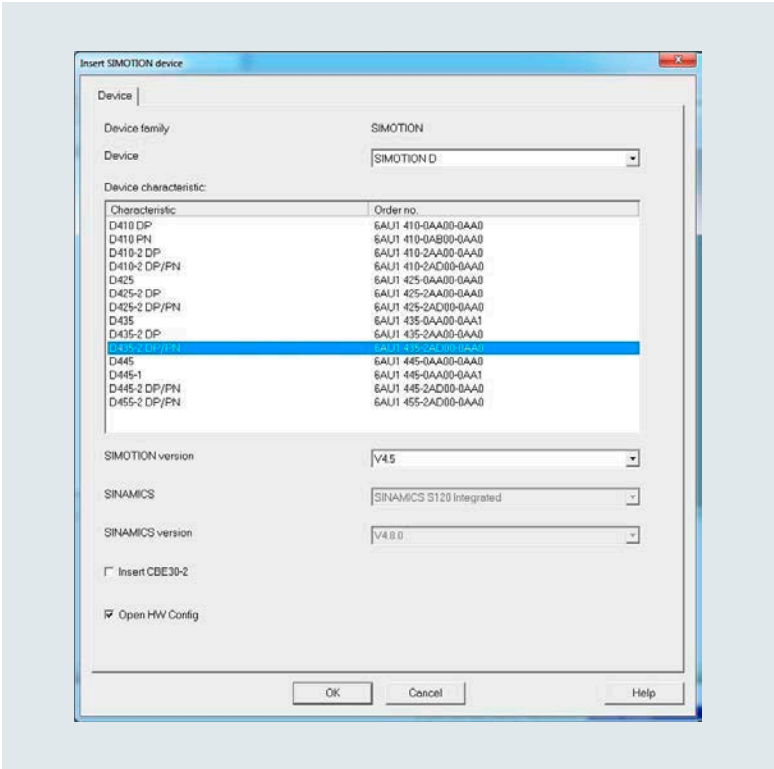 Insert SIMOTION device
Device
Device family SIMOTION
Device SIMOTION D
Device characteristic:
Characteristic Order no.
D410 DP 6AU1 410-0AA00-0AA0
D410 PN 6AU1 410-0AB00-0AA0
D410-2 DP 6AU1 410-2AA00-0AA0
D410-2 DP/PN 6AU1 410-2AD00-0AA0
D425 6AU1 425-0AA00-0AA0
D425-2 DP 6AU1 425-2AA00-0AA0
D425-2 DP/PN 6AU1 425-2AD00-0AA0
D435 6AU1 435-0AA00-0AA1
D435-2 DP 6AU1 435-2AA00-0AA0
D435-2 DP/PN 6AU1 435-2AD00-0AA0
D445 6AU1 445-0AA00-0AA0
D445-1 6AU1 445-0AA00-0AA1
D445-2 DP/PN 6AU1 445-2AD00-0AA0
D455-2 DP/PN 6AU1 455-2AD00-0AA0
SIMOTION version V4.5
SINAMICS SINAMICS S120 Integrated
SINAMICS version V4.8.0
Insert CBE30-2
Open HW Config
OK Cancel Help